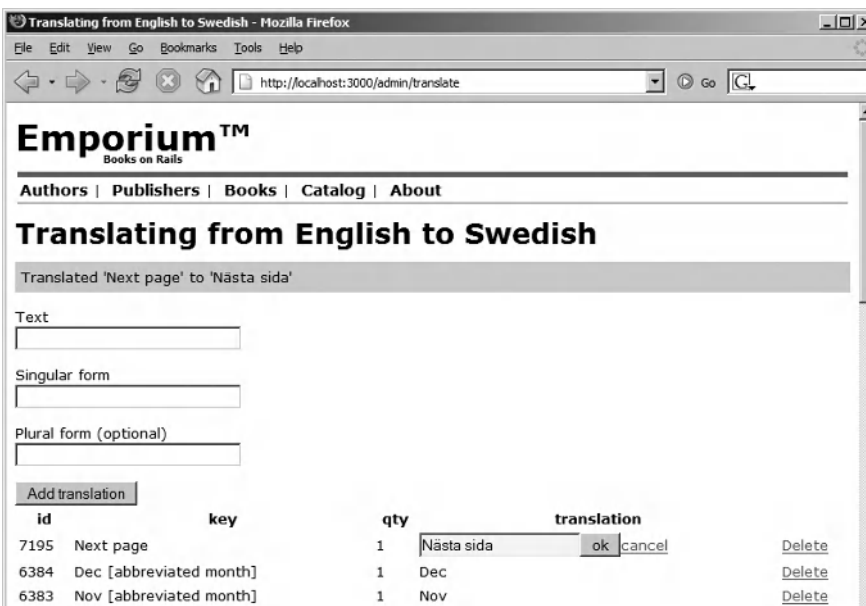 Translating from English to Swedish - Mozilla Firefox
File Edit View Go Bookmarks Tools Help
http://localhost:3000/admin/translate Go G
Emporium™
Books on Rails
Authors | Publishers | Books | Catalog | About
Translating from English to Swedish
Translated 'Next page' to 'Nästa sida'
Text
Singular form
Plural form (optional)
Add translation
id key qty translation
7195 Next page 1 Nästa sida ok cancel Delete
6384 Dec [abbreviated month] 1 Dec Delete
6383 Nov [abbreviated month] 1 Nov Delete